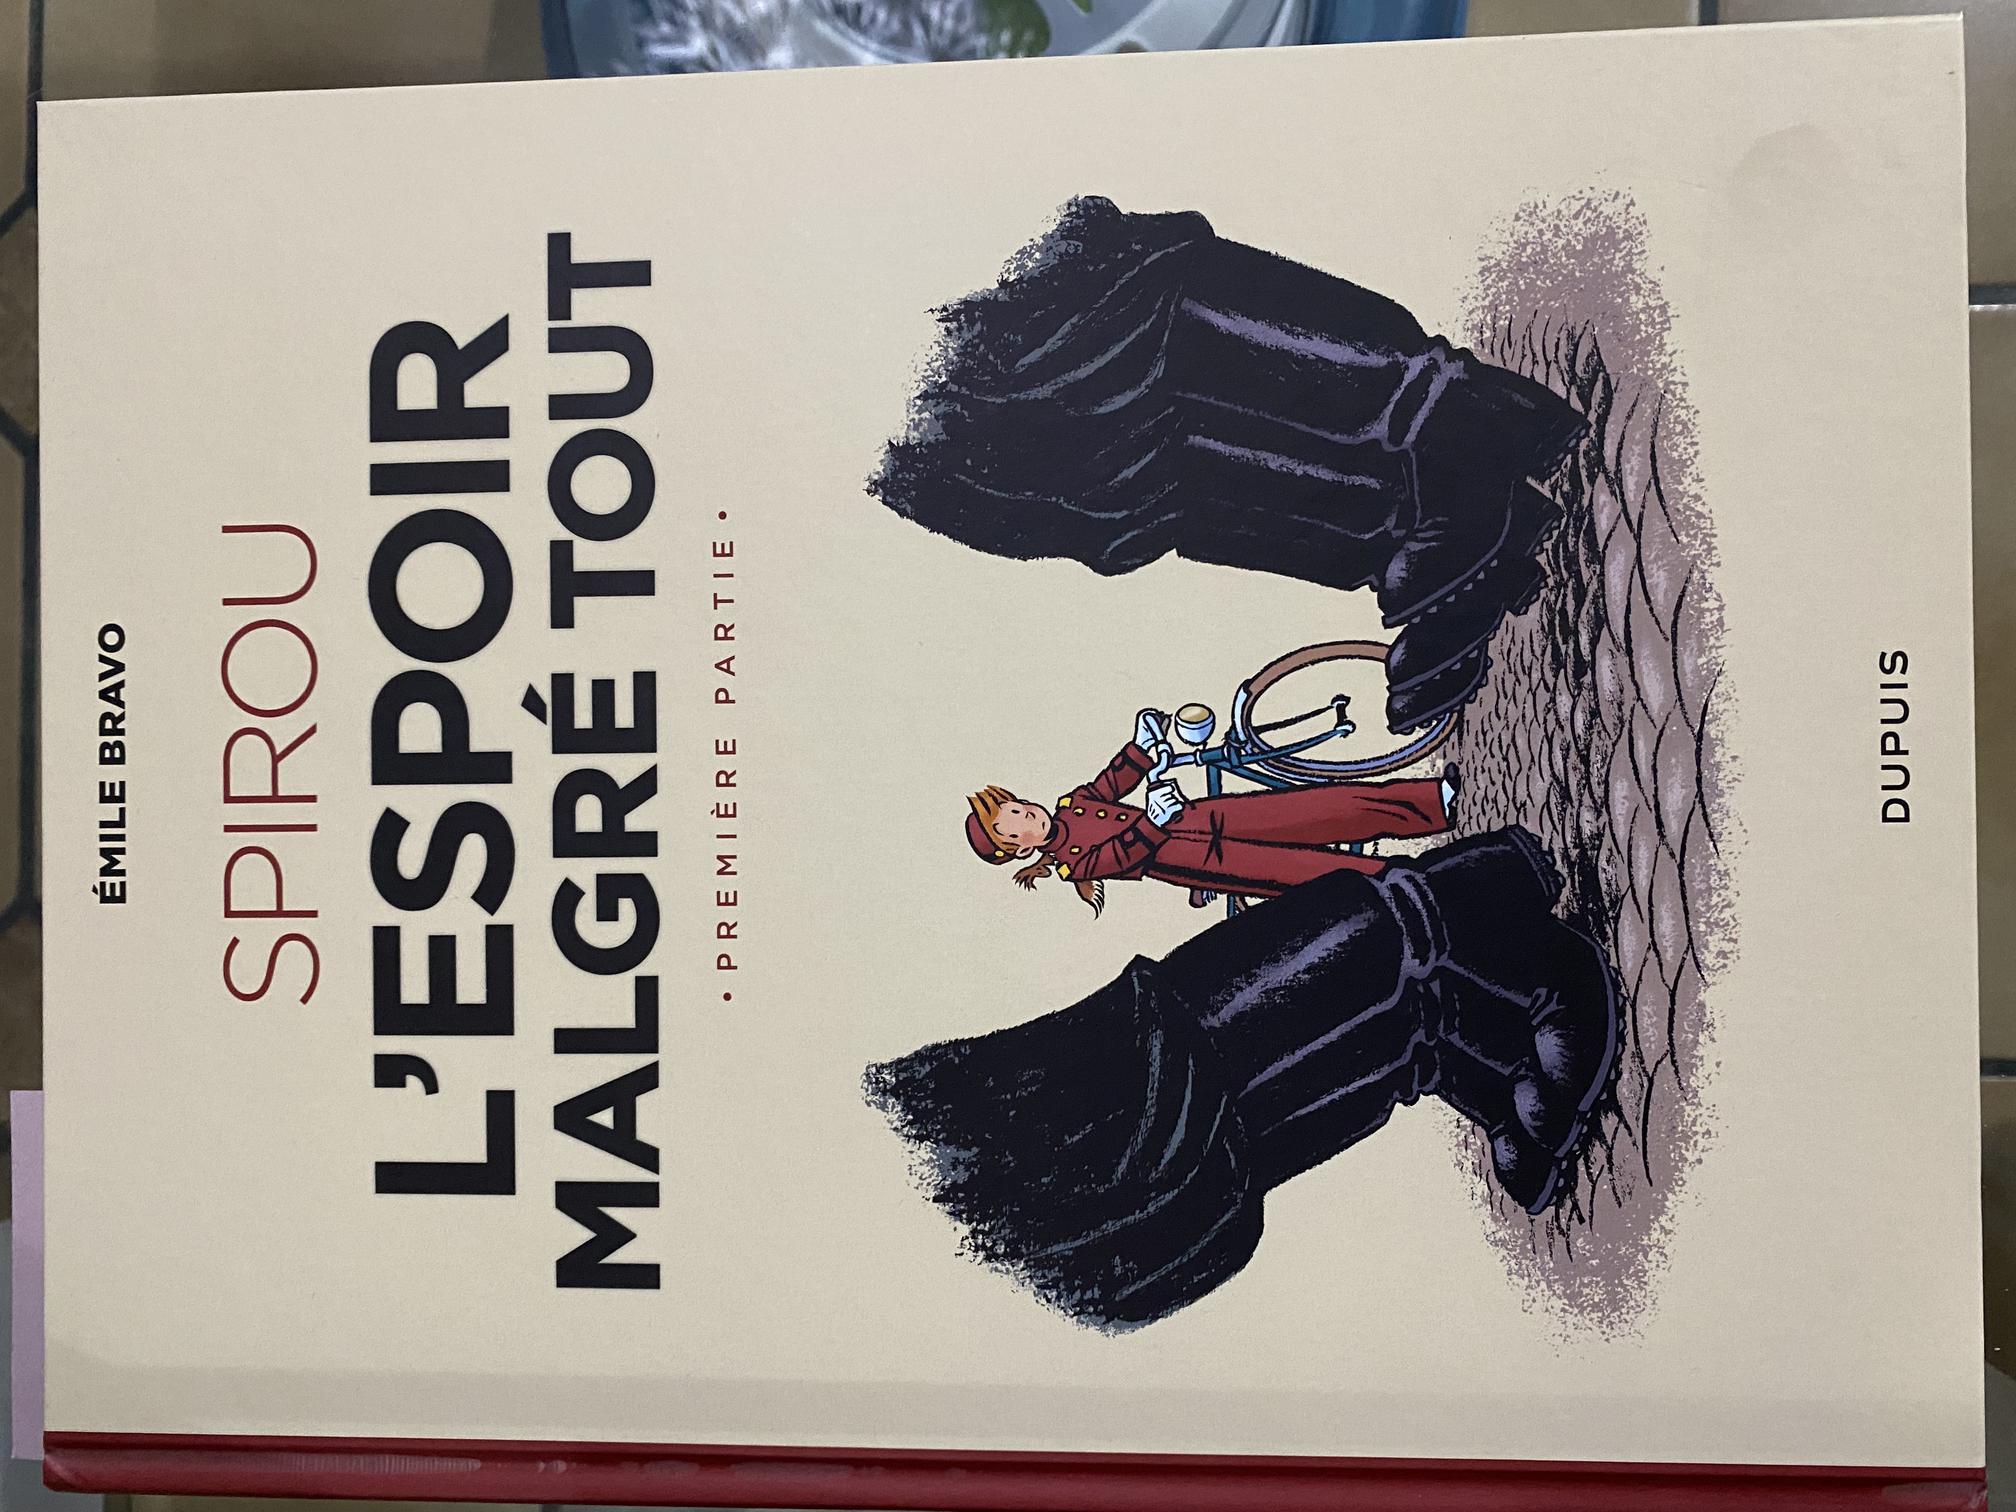 ÉMILE BRAVO
SPIROU
L'ESPOIR
MALGRÉ TOUT
• PREMIÈRE PARTIE •
DUPUIS